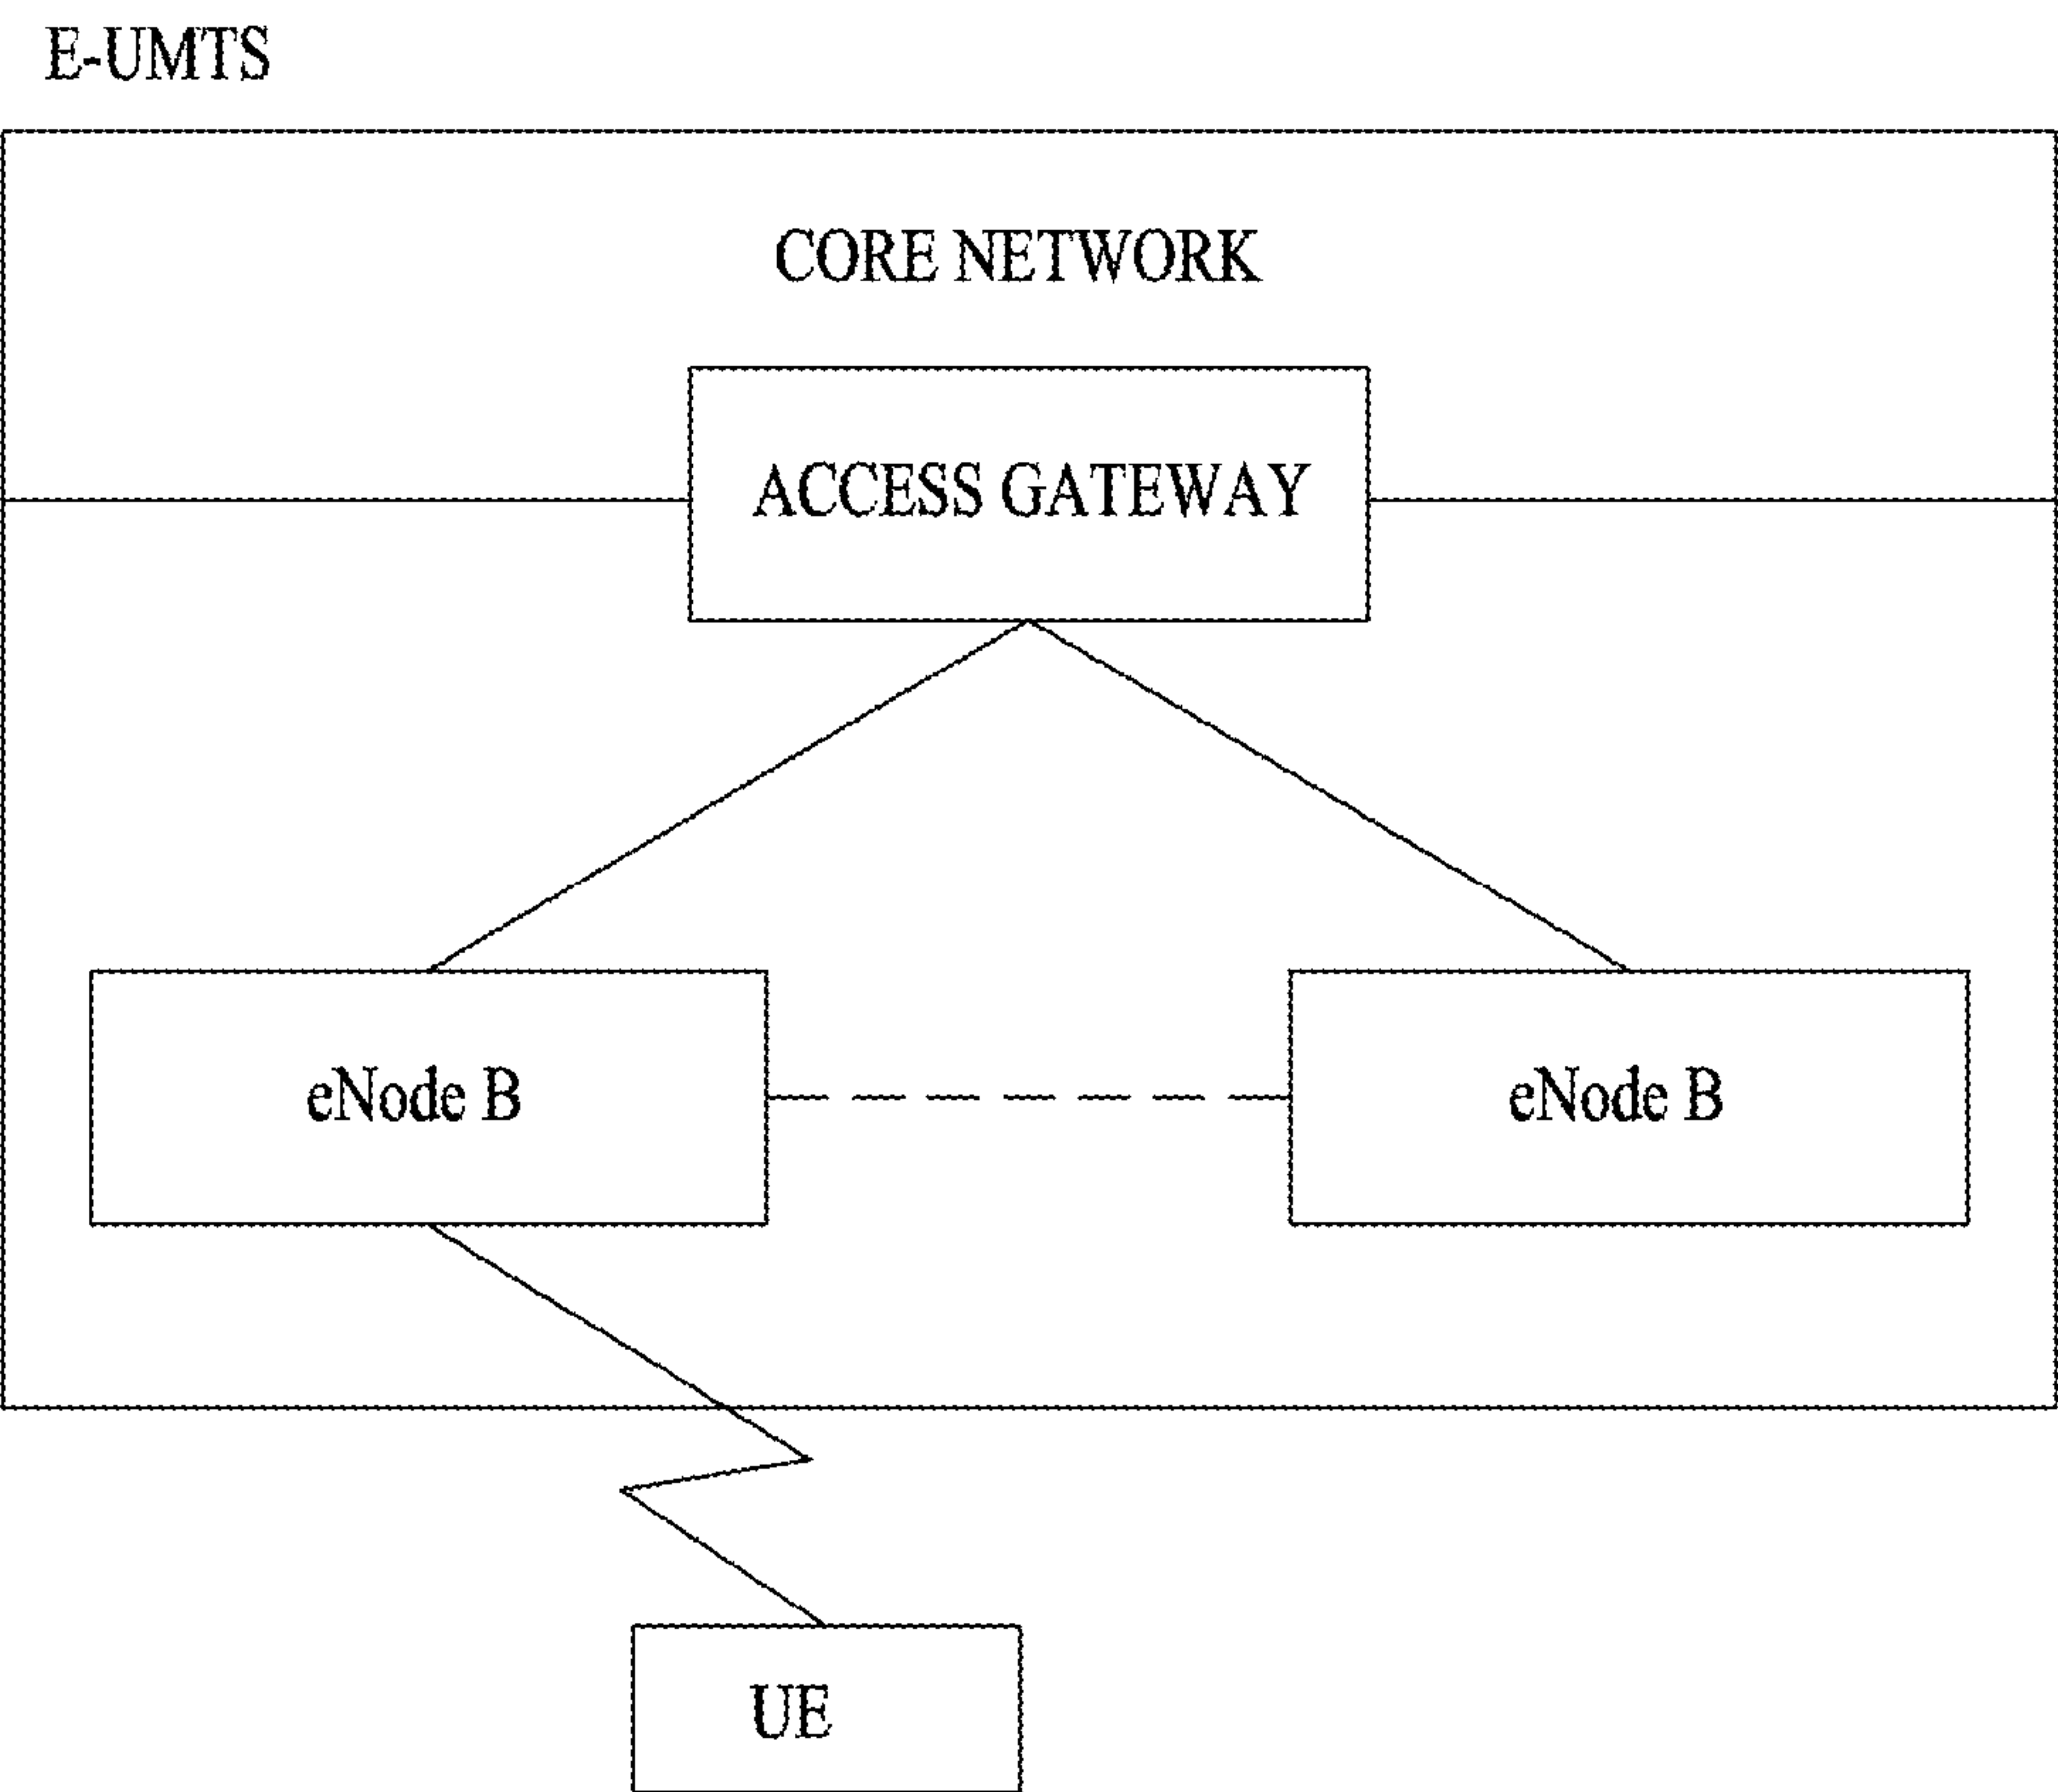 E-UMTS
CORE NETWORK
ACCESS GATEWAY
eNode B
eNode B
UE